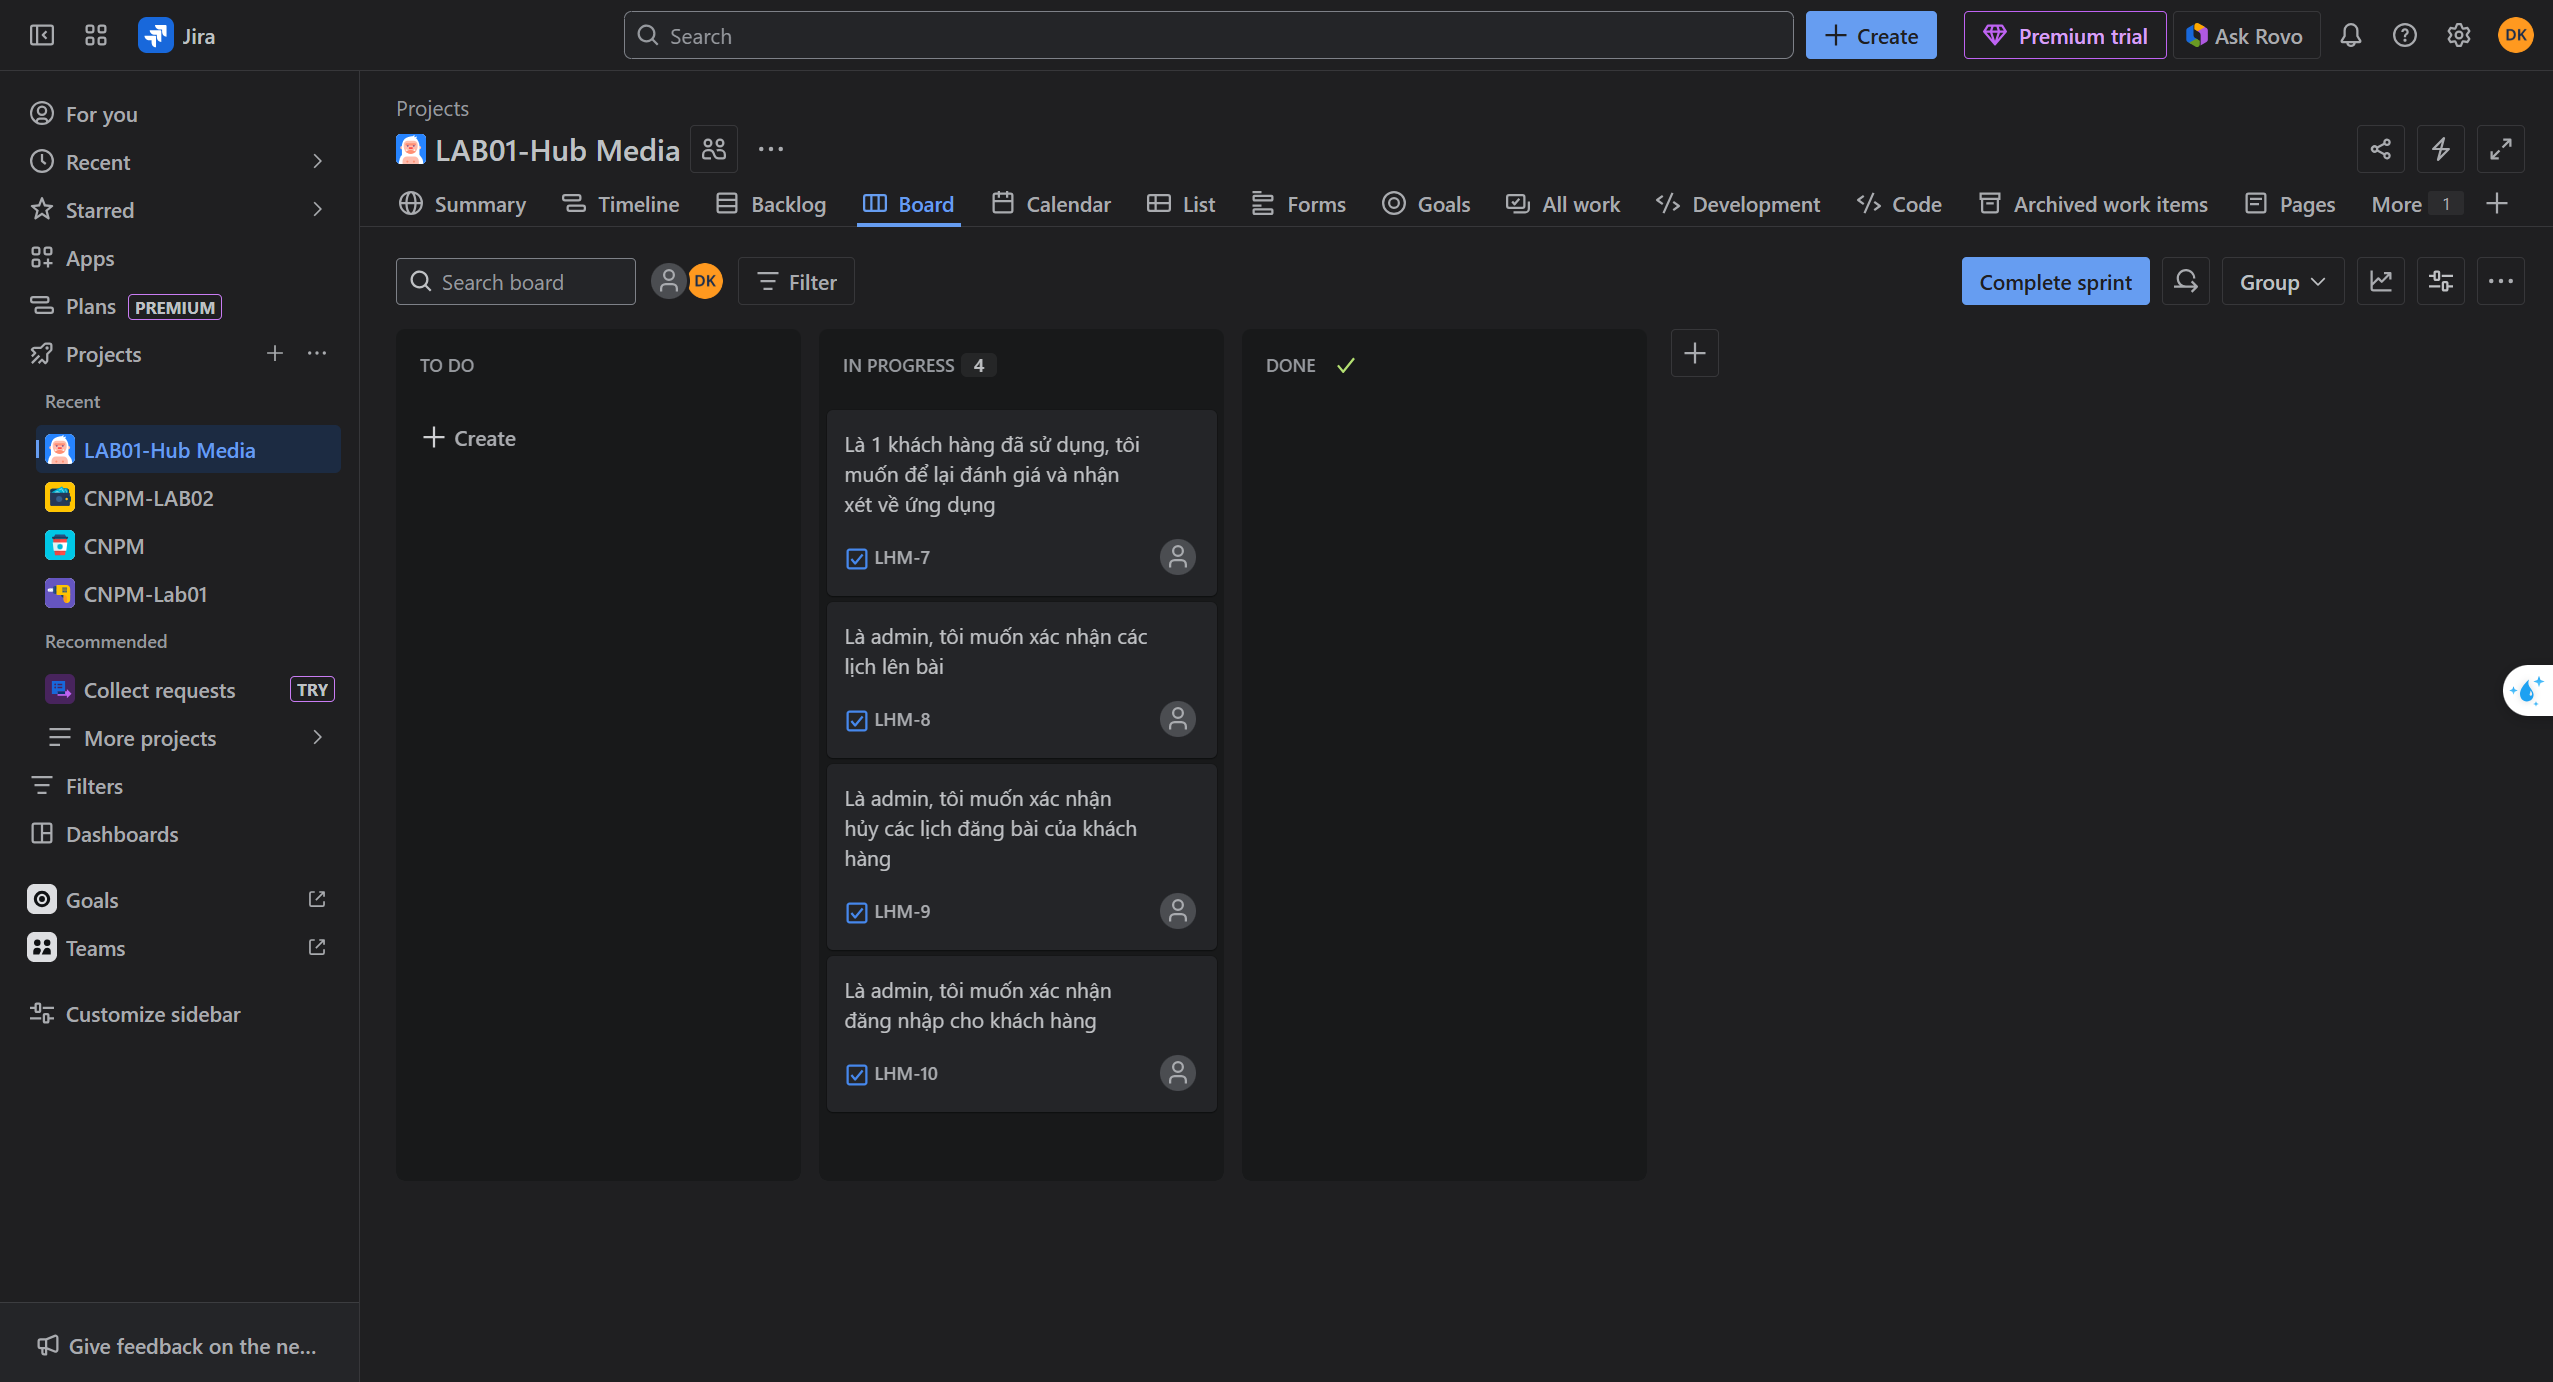 Jira
Search
Create
Premium trial
Ask Rovo
DK
For you
Recent
Starred
Apps
Plans PREMIUM
Projects
Recent
LAB01-Hub Media
CNPM-LAB02
CNPM
CNPM-Lab01
Recommended
Collect requests TRY
More projects
Filters
Dashboards
Goals
Teams
Customize sidebar
Give feedback on the ne...
Projects
LAB01-Hub Media
Summary
Timeline
Backlog
Board
Calendar
List
Forms
Goals
All work
Development
Code
Archived work items
Pages
More 1
Search board
DK
Filter
Complete sprint
Group
TO DO
Create
IN PROGRESS 4
Là 1 khách hàng đã sử dụng, tôi
muốn để lại đánh giá và nhận
xét về ứng dụng
LHM-7
Là admin, tôi muốn xác nhận các
lịch lên bài
LHM-8
Là admin, tôi muốn xác nhận
hủy các lịch đăng bài của khách
hàng
LHM-9
Là admin, tôi muốn xác nhận
đăng nhập cho khách hàng
LHM-10
DONE